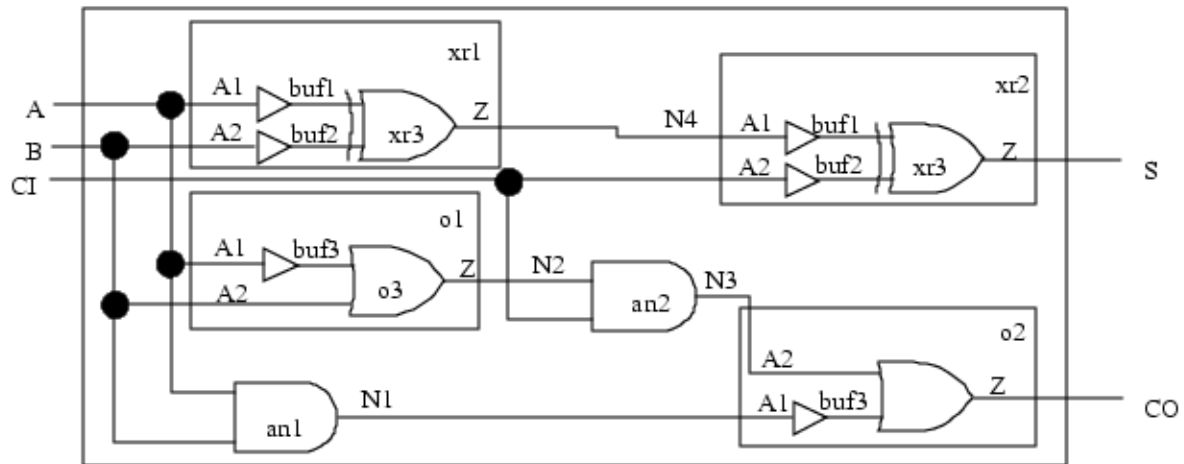 xr1
xr2
A
A1
buf1
A2
buf2
xr3
Z
N4
A1
buf1
A2
buf2
xr3
Z
B
CI
S
o1
A1
buf3
A2
o3
Z
N2
an2
N3
o2
A2
A1
buf3
Z
CO
an1
N1